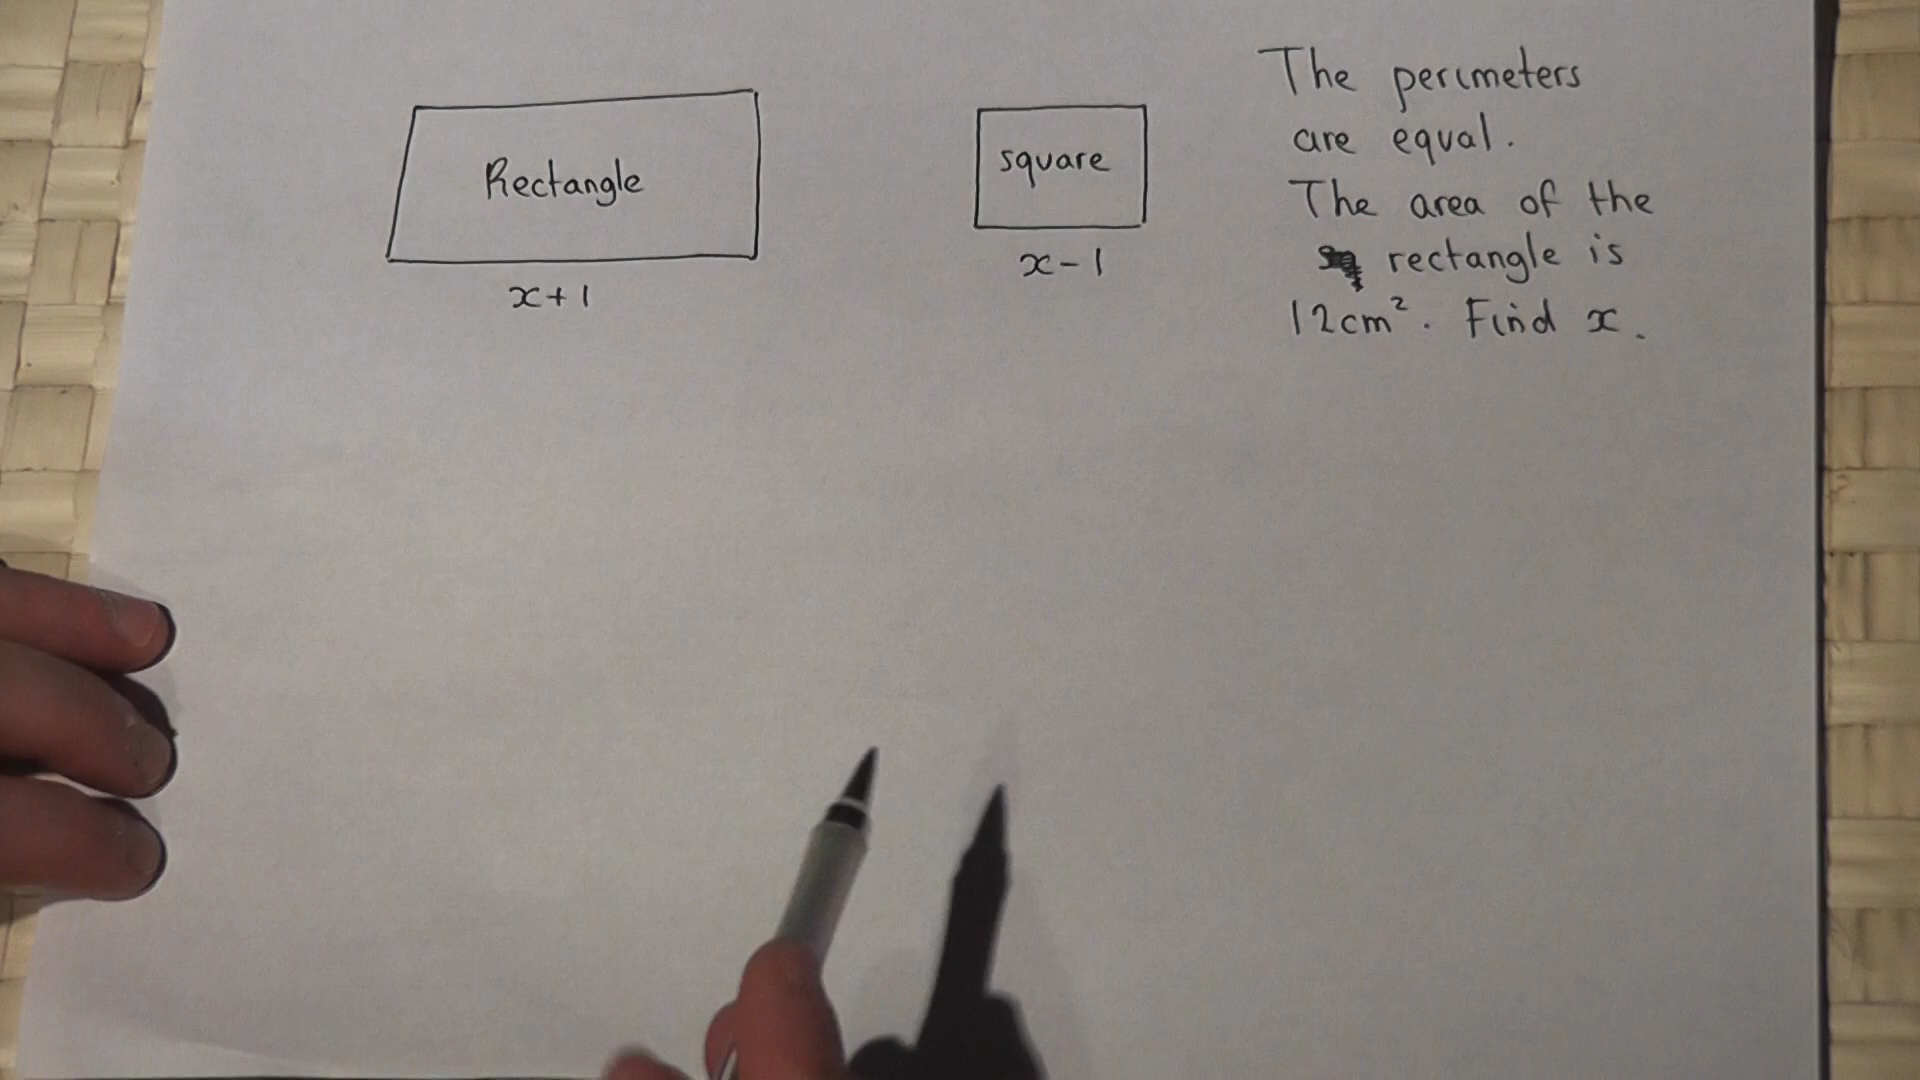 Rectangle
x+1
square
x-1
The perimeters
are equal.
The area of the
rectangle is
12cm². Find x.